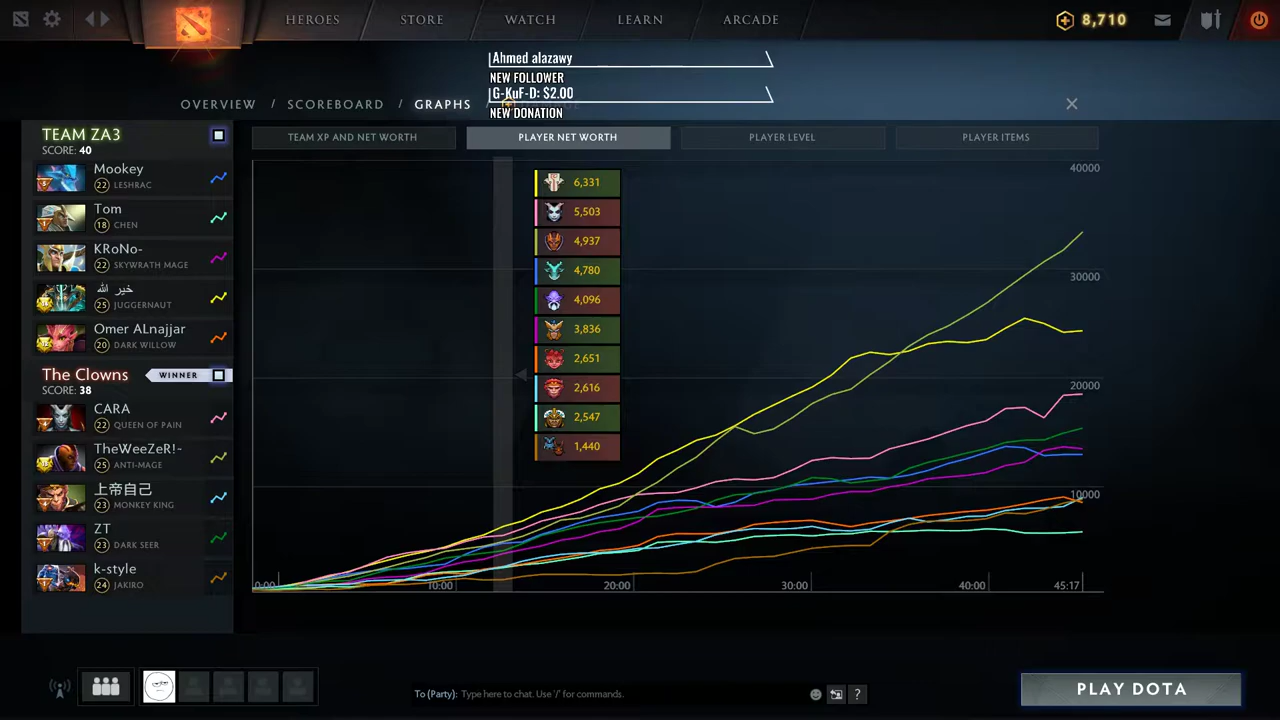 HEROES
STORE
WATCH
LEARN
ARCADE
8,710
Ahmed alazawy
NEW FOLLOWER
G-KuF-D: $2.00
NEW DONATION
OVERVIEW / SCOREBOARD / GRAPHS
TEAM ZA3
SCORE: 40
Mookey
22 LESHRAC
Tom
18 CHEN
KRoNo-
22 SKYWRATH MAGE
خير الله
25 JUGGERNAUT
Omer ALnajjar
20 DARK WILLOW
The Clowns
WINNER
SCORE: 38
CARA
22 QUEEN OF PAIN
TheWeeZeR!-
25 ANTI-MAGE
上帝自己
23 MONKEY KING
ZT
23 DARK SEER
k-style
24 JAKIRO
TEAM XP AND NET WORTH
PLAYER NET WORTH
PLAYER LEVEL
PLAYER ITEMS
6,331
5,503
4,937
4,780
4,096
3,836
2,651
2,616
2,547
1,440
40000
30000
20000
10000
0:00
10:00
20:00
30:00
40:00
45:17
To (Party): Type here to chat. Use '/' for commands.
?
PLAY DOTA